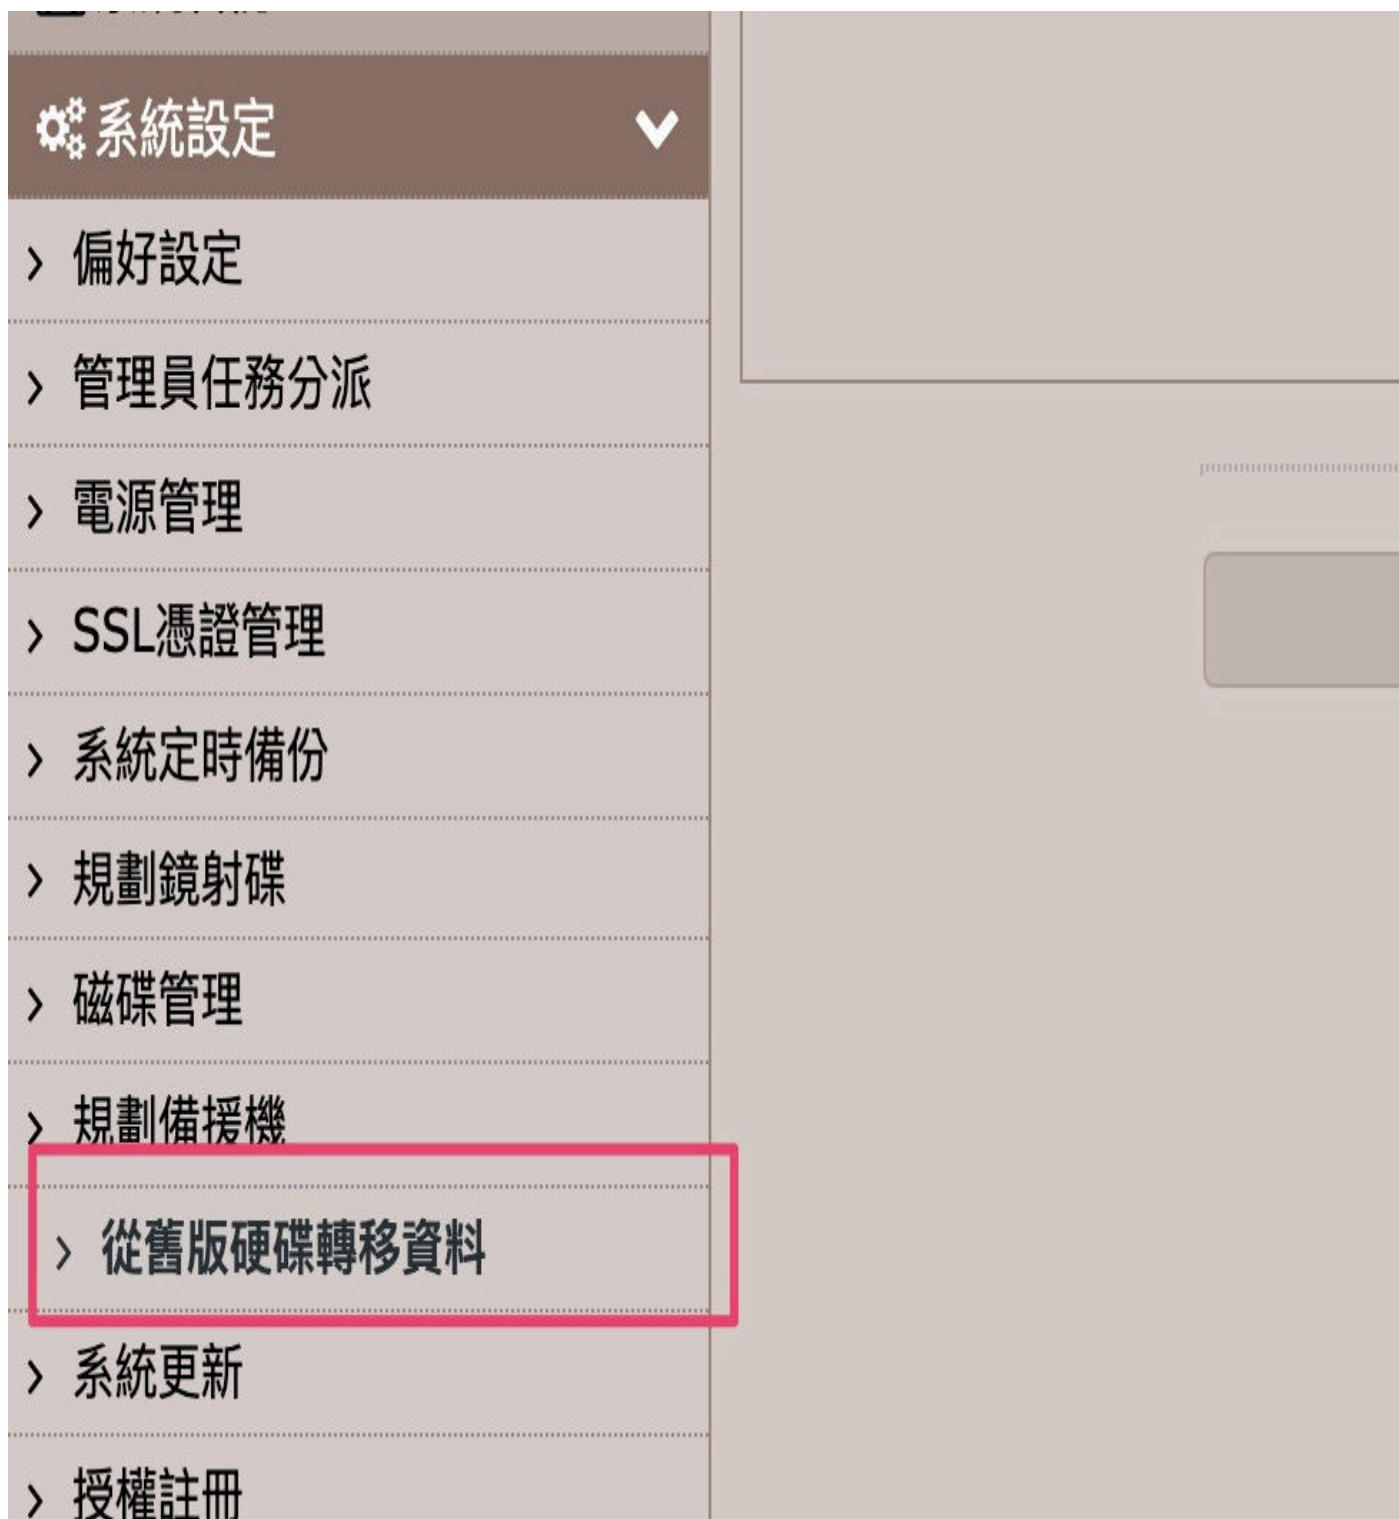 系統設定
偏好設定
管理員任務分派
電源管理
SSL憑證管理
系統定時備份
規劃鏡射碟
磁碟管理
規劃備援機
從舊版硬碟轉移資料
系統更新
授權註冊